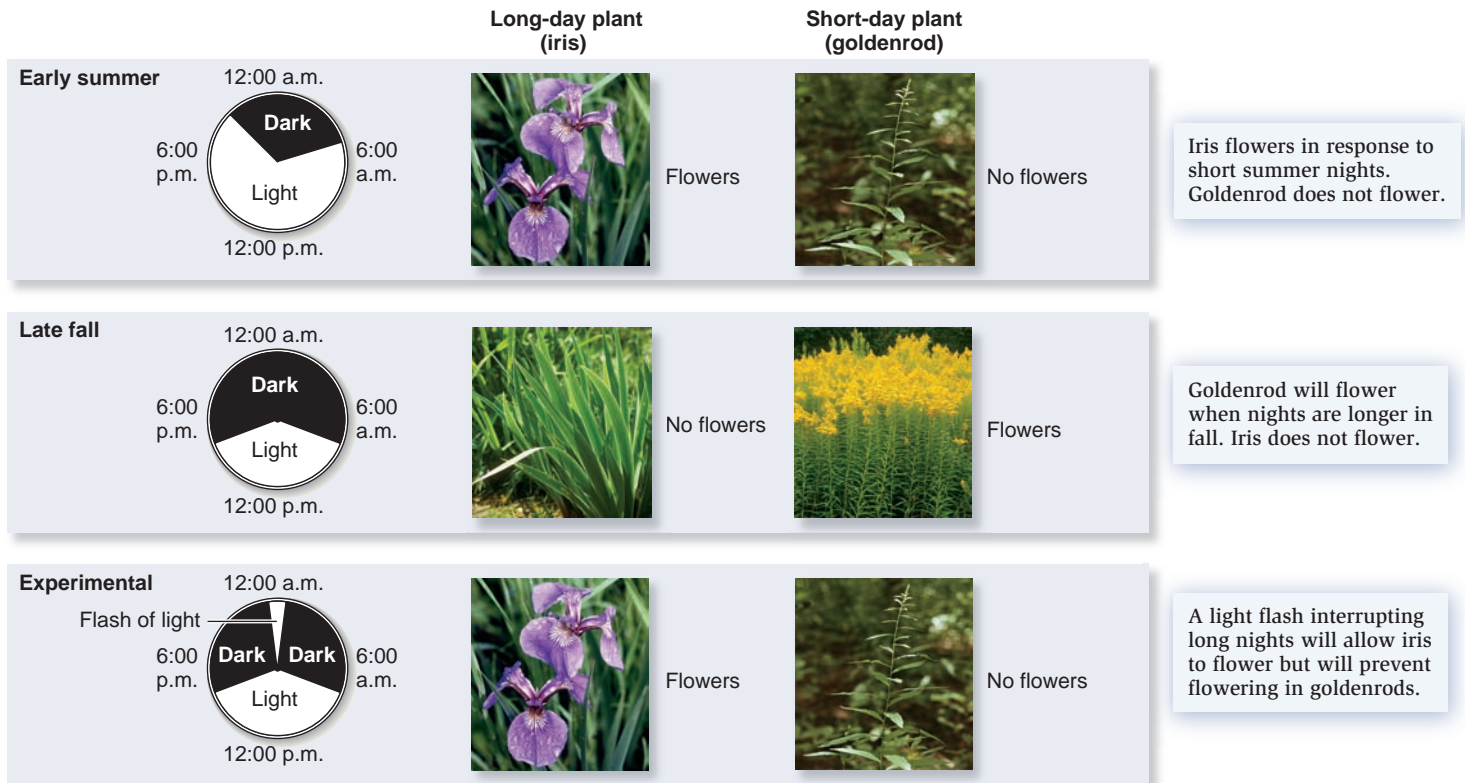 Long-day plant
(iris)
Short-day plant
(goldenrod)
Early summer
12:00 a.m.
Dark
6:00
p.m.
6:00
a.m.
Light
12:00 p.m.
Flowers
No flowers
Iris flowers in response to
short summer nights.
Goldenrod does not flower.
Late fall
12:00 a.m.
Dark
6:00
p.m.
6:00
a.m.
Light
12:00 p.m.
No flowers
Flowers
Goldenrod will flower
when nights are longer in
fall. Iris does not flower.
Experimental
12:00 a.m.
Flash of light
6:00
p.m.
Dark
Dark
6:00
a.m.
Light
12:00 p.m.
Flowers
No flowers
A light flash interrupting
long nights will allow iris
to flower but will prevent
flowering in goldenrods.